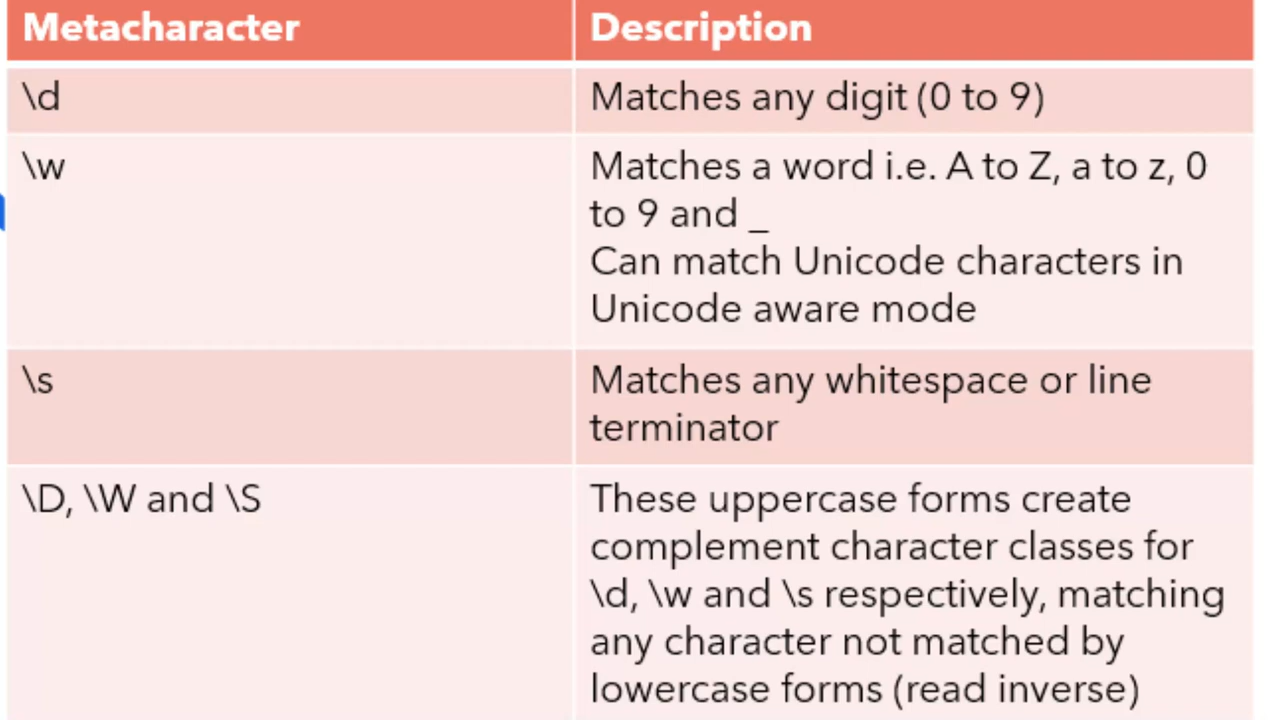 Metacharacter Description
\d Matches any digit (0 to 9)
\w Matches a word i.e. A to Z, a to z, 0
to 9 and _
Can match Unicode characters in
Unicode aware mode
\s Matches any whitespace or line
terminator
\D, \W and \S These uppercase forms create
complement character classes for
\d, \w and \s respectively, matching
any character not matched by
lowercase forms (read inverse)